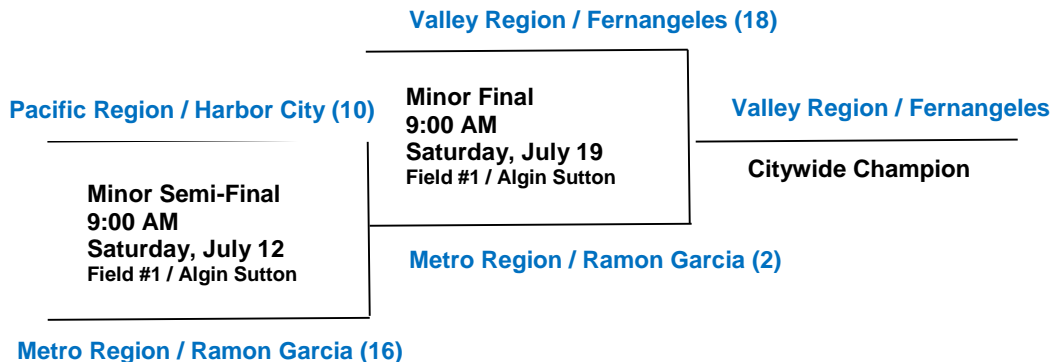 Valley Region / Fernangeles (18)
Pacific Region / Harbor City (10)
Minor Final
9:00 AM
Saturday, July 19
Field #1 / Algin Sutton
Valley Region / Fernangeles
Citywide Champion
Minor Semi-Final
9:00 AM
Saturday, July 12
Field #1 / Algin Sutton
Metro Region / Ramon Garcia (2)
Metro Region / Ramon Garcia (16)